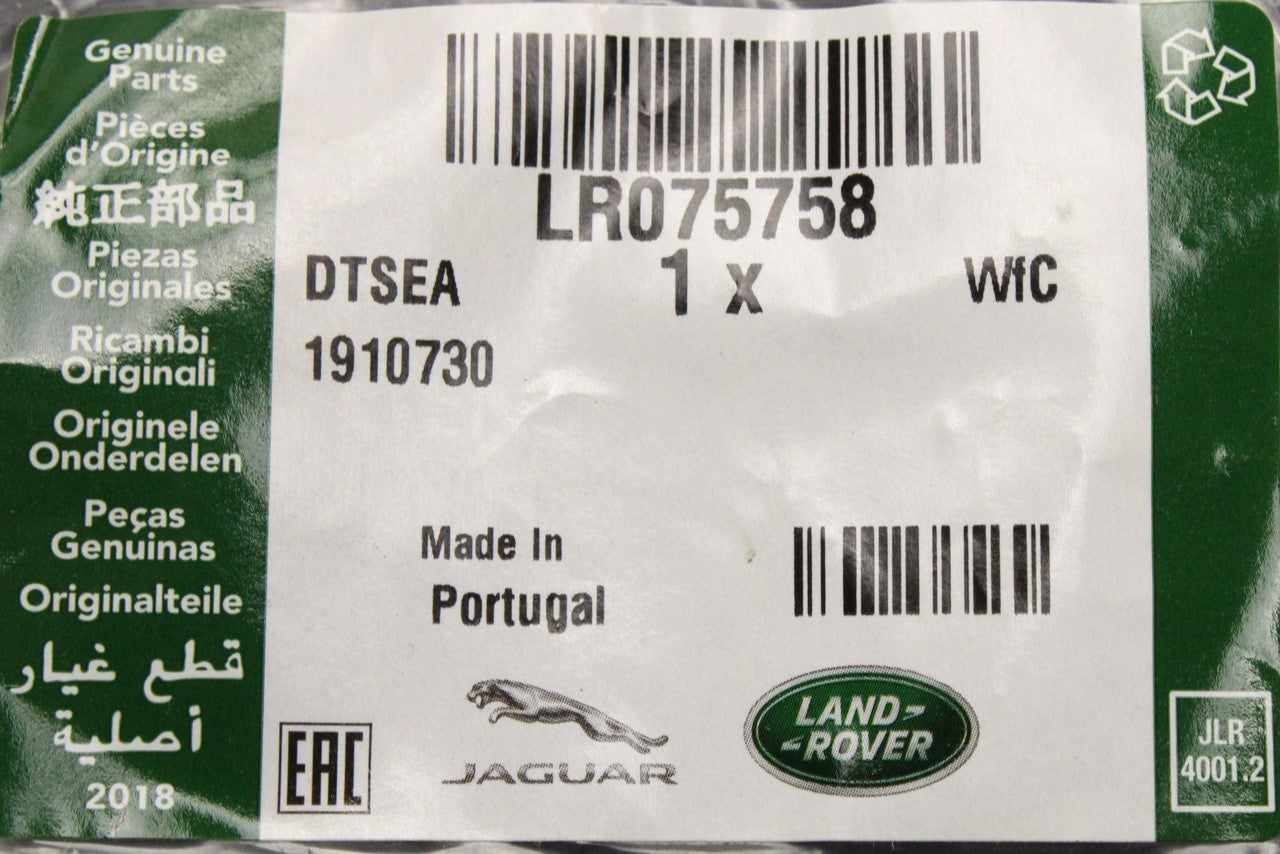 Genuine
Parts
Pièces
d'Origine
純正部品
Piezas
Originales
Ricambi
Originali
Originele
Onderdelen
Peças
Genuinas
Originalteile
قطع غيار
أصلية
2018
LR075758
DTSEA
1 x
WfC
1910730
Made In
Portugal
EAC
JAGUAR
LAND
ROVER
JLR
4001.2